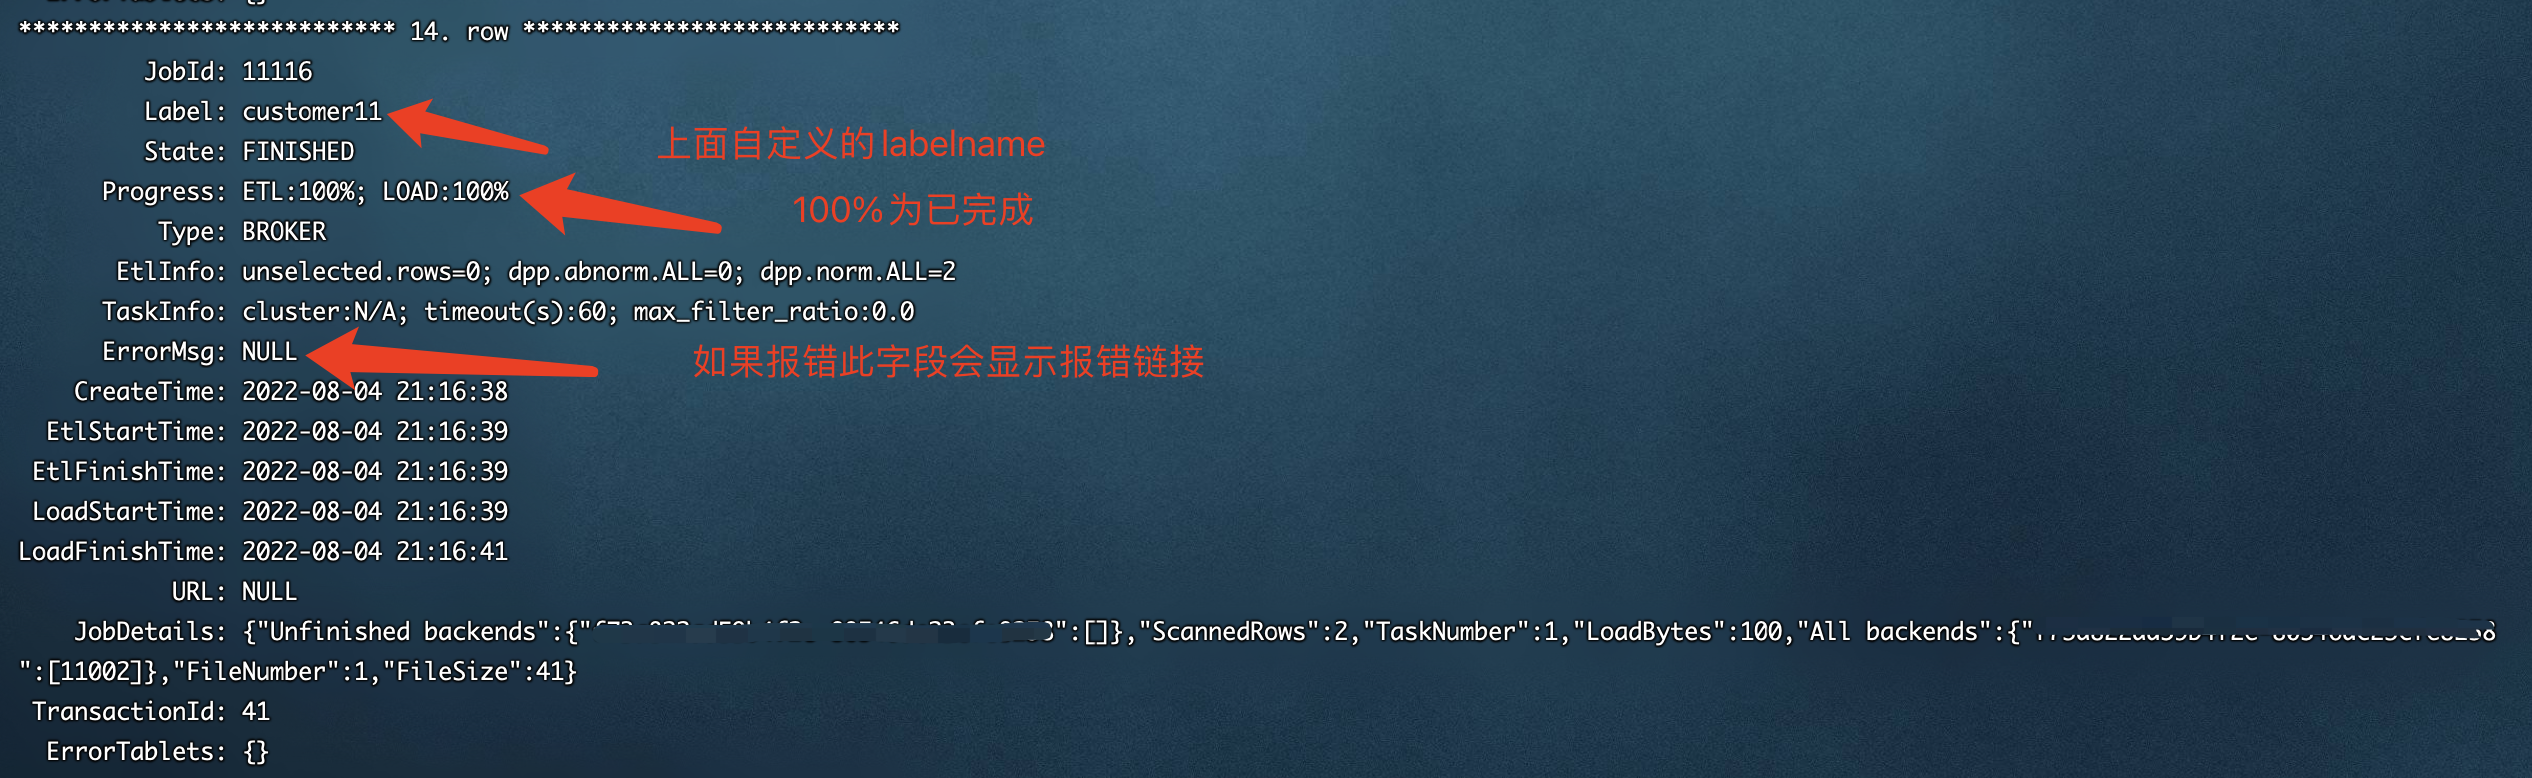 *************************** 14. row ***************************
JobId: 11116
Label: customer11
上面自定义的labelname
State: FINISHED
Progress: ETL:100%; LOAD:100%
100%为已完成
Type: BROKER
EtlInfo: unselected.rows=0; dpp.abnorm.ALL=0; dpp.norm.ALL=2
TaskInfo: cluster:N/A; timeout(s):60; max_filter_ratio:0.0
ErrorMsg: NULL
如果报错此字段会显示报错链接
CreateTime: 2022-08-04 21:16:38
EtlStartTime: 2022-08-04 21:16:39
EtlFinishTime: 2022-08-04 21:16:39
LoadStartTime: 2022-08-04 21:16:39
LoadFinishTime: 2022-08-04 21:16:41
URL: NULL
JobDetails: {"Unfinished backends":{" ":[]},"ScannedRows":2,"TaskNumber":1,"LoadBytes":100,"All backends":{"
":[11002]},"FileNumber":1,"FileSize":41}
TransactionId: 41
ErrorTablets: {}